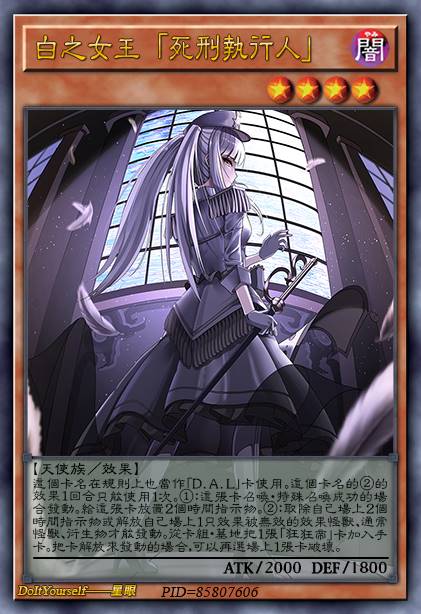 白之女王「死刑執行人」
やみ
闇
【天使族／效果】
這個卡名在規則上也當作「D.A.L」卡使用。這個卡名的②的
效果1回合只能使用1次。①：這張卡召喚·特殊召喚成功的場
合發動。給這張卡放置2個時間指示物。②：取除自己場上2個
時間指示物或解放自己場上1只效果被無效的效果怪獸、通常
怪獸、衍生物才能發動。從卡組·墓地把1張「狂狂帝」卡加入手
卡。把卡解放來發動的場合，可以再選場上1張卡破壞。
ATK/2000 DEF/1800
DoItYourself——星眼 PID=85807606